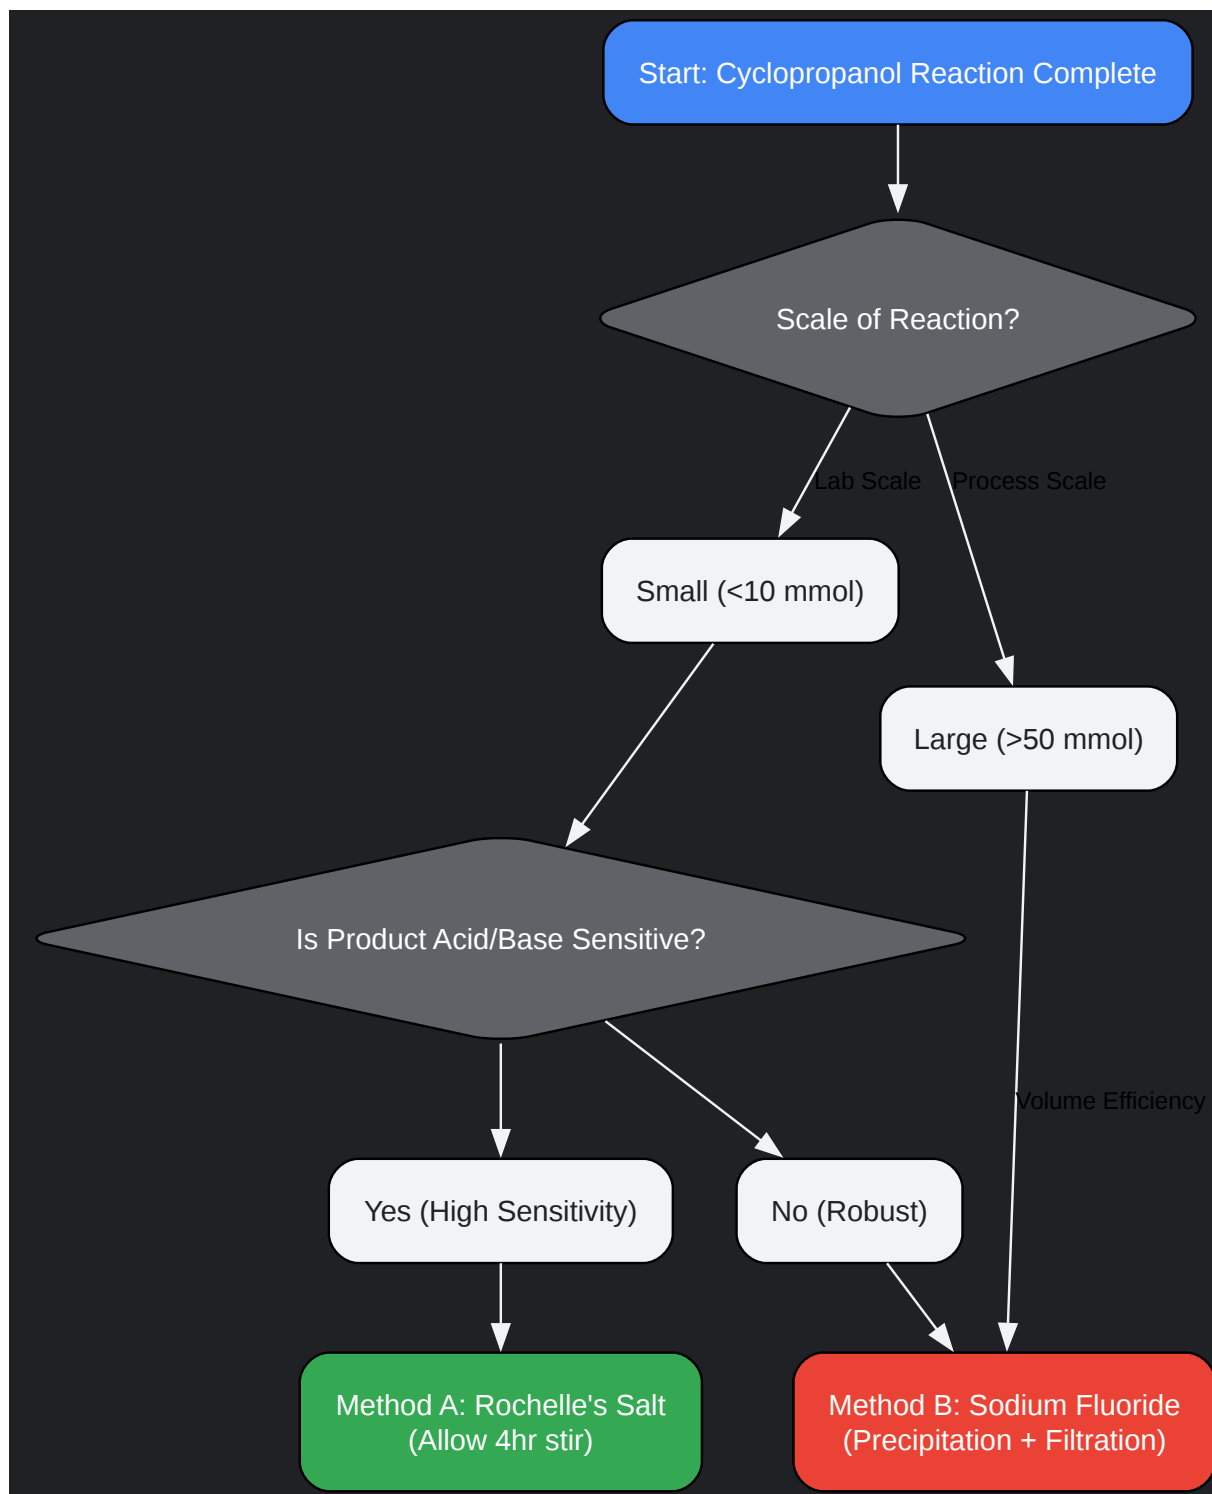 Start: Cyclopropanol Reaction Complete
Scale of Reaction?
Lab Scale
Process Scale
Small (<10 mmol)
Large (>50 mmol)
Is Product Acid/Base Sensitive?
Volume Efficiency
Yes (High Sensitivity)
No (Robust)
Method A: Rochelle's Salt
(Allow 4hr stir)
Method B: Sodium Fluoride
(Precipitation + Filtration)